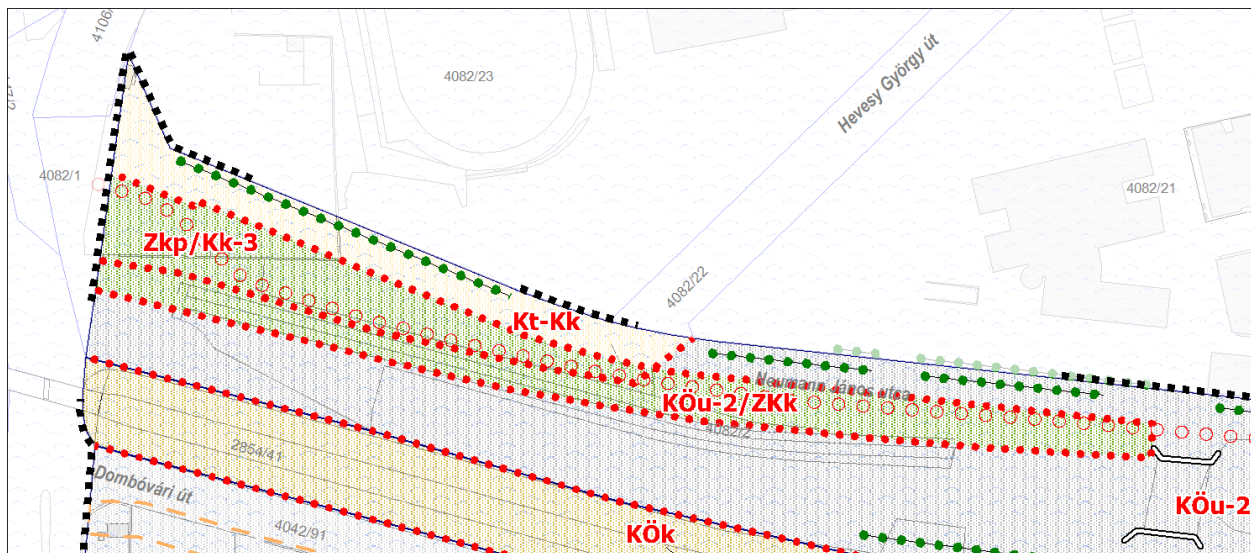 4106/
4082/23
Hevesy György út
4082/1
4082/21
Zkp/Kk-3
4082/22
Kt-Kk
Neumann János utca
KÖu-2/ZKk
4082/2
2854/41
Dombóvári út
KÖu-2
4042/91
KÖk